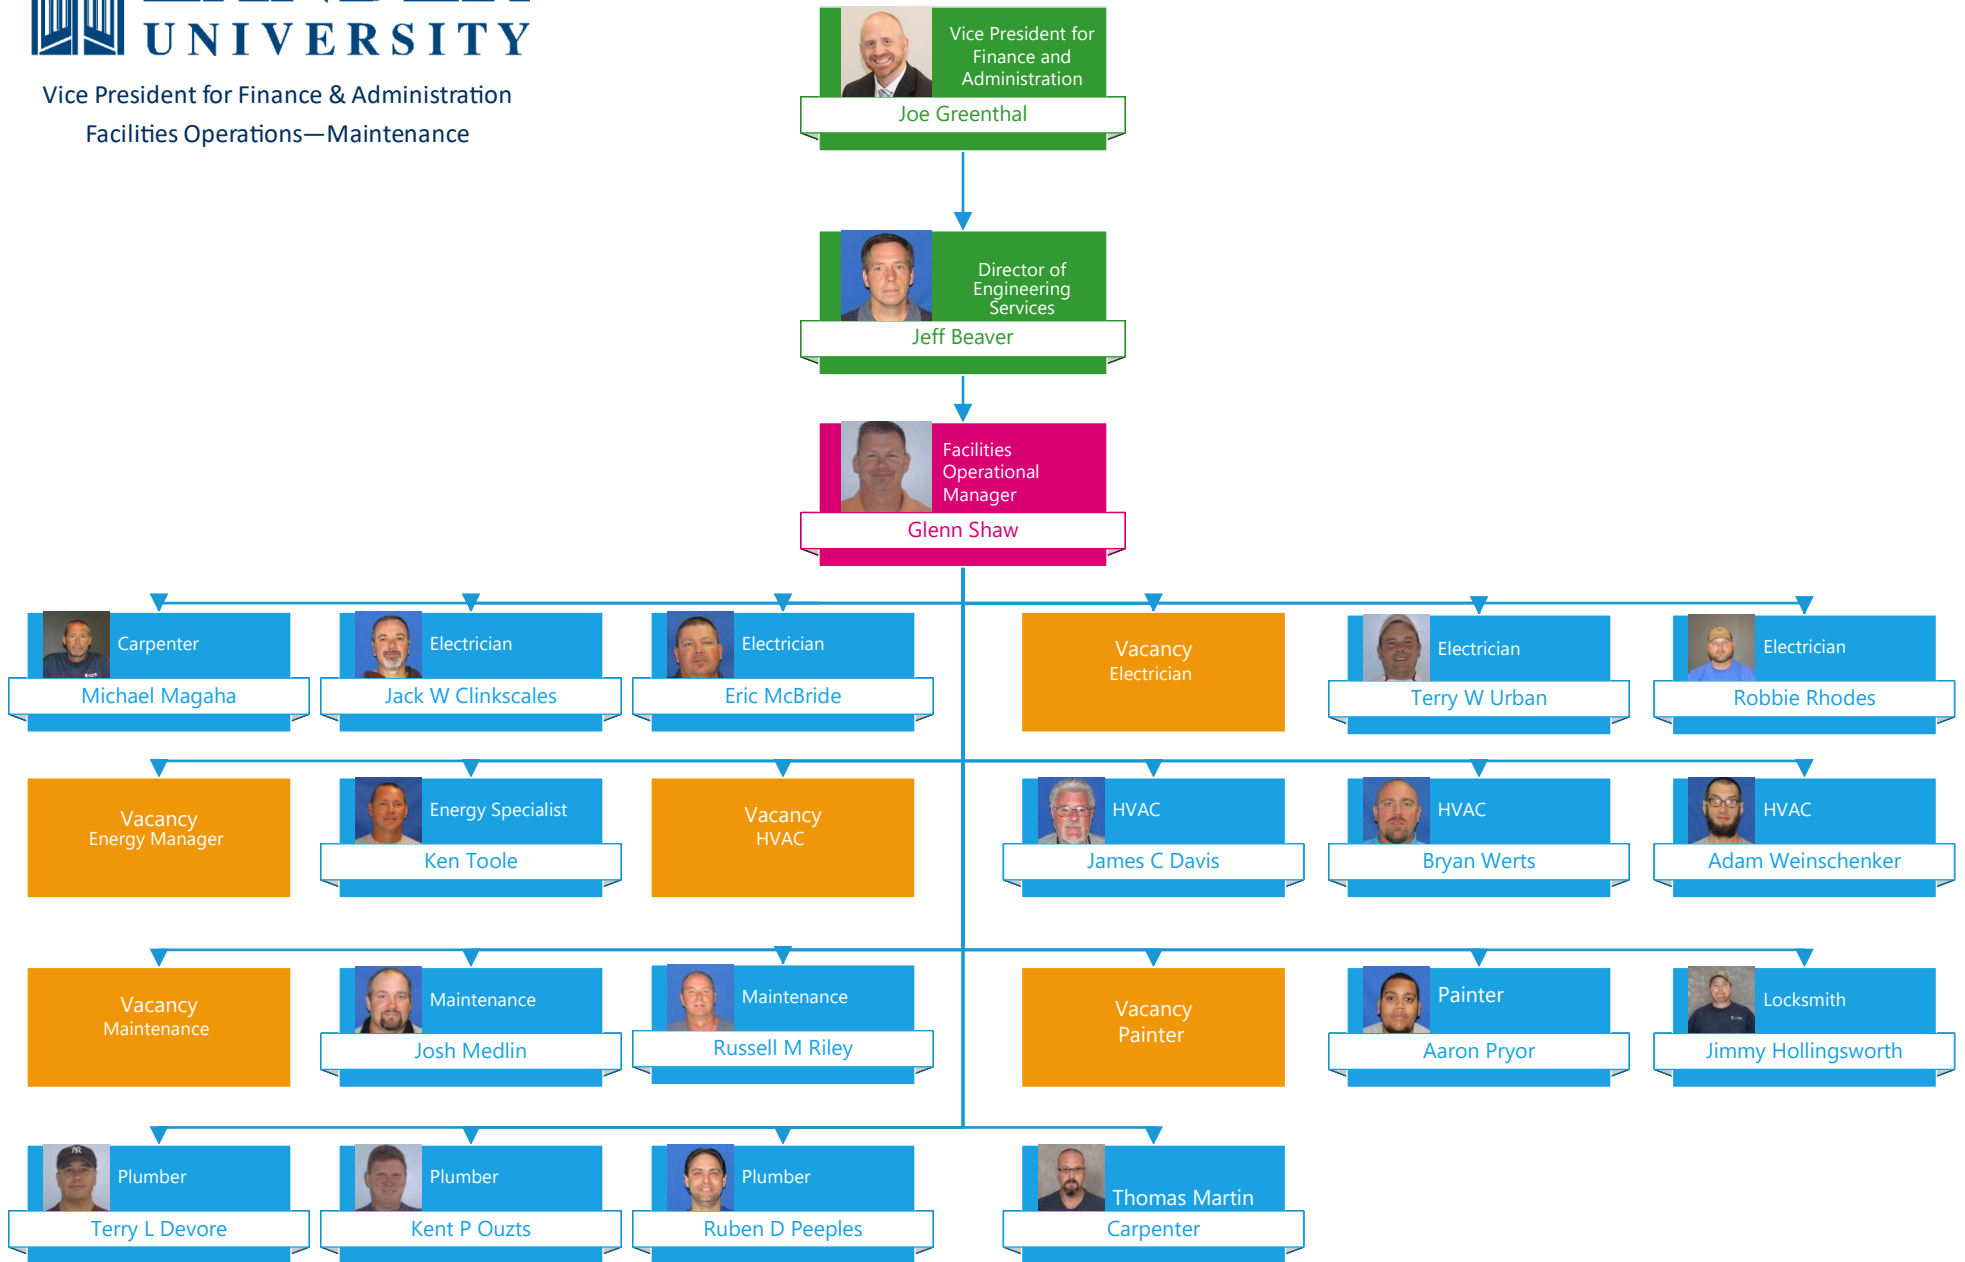 UNIVERSITY
Vice President for Finance & Administration
Facilities Operations—Maintenance
Vice President for
Finance and
Administration
Joe Greenthal
Director of
Engineering
Services
Jeff Beaver
Facilities
Operational
Manager
Glenn Shaw
Carpenter
Michael Magaha
Electrician
Jack W Clinkscales
Electrician
Eric McBride
Vacancy
Electrician
Electrician
Terry W Urban
Electrician
Robbie Rhodes
Vacancy
Energy Manager
Energy Specialist
Ken Toole
Vacancy
HVAC
HVAC
James C Davis
HVAC
Bryan Werts
HVAC
Adam Weinschenker
Vacancy
Maintenance
Maintenance
Josh Medlin
Maintenance
Russell M Riley
Vacancy
Painter
Painter
Aaron Pryor
Locksmith
Jimmy Hollingsworth
Plumber
Terry L Devore
Plumber
Kent P Ouzts
Plumber
Ruben D Peeples
Thomas Martin
Carpenter